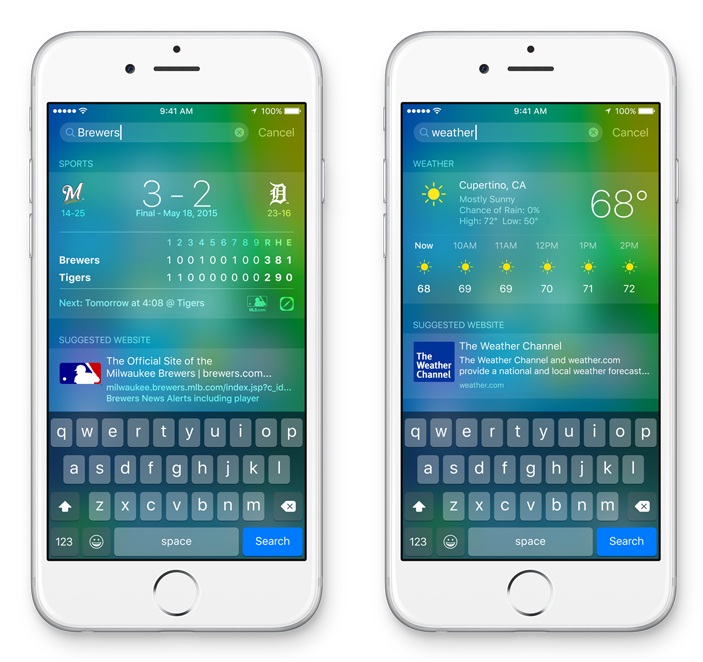 9:41 AM
100%
Brewers
Cancel
SPORTS
M
14-25
3 - 2
Final - May 18, 2015
D
23-16
1 2 3 4 5 6 7 8 9 R H E
Brewers 1 0 0 1 0 0 1 0 0 3 8 1
Tigers 1 1 0 0 0 0 0 0 0 2 9 0
Next: Tomorrow at 4:08 @ Tigers
MLB.com
SUGGESTED WEBSITE
The Official Site of the
Milwaukee Brewers | brewers.com...
milwaukee.brewers.mlb.com/index.jsp?c_id...
Brewers News Alerts including player
q w e r t y u i o p
a s d f g h j k l
z x c v b n m
123
space
Search
9:41 AM
100%
weather
Cancel
WEATHER
Cupertino, CA
Mostly Sunny
Chance of Rain: 0%
High: 72° Low: 50°
68°
Now 10AM 11AM 12PM 1PM 2PM
68 69 69 70 71 72
SUGGESTED WEBSITE
The
Weather
Channel
The Weather Channel
The Weather Channel and weather.com
provide a national and local weather forecast...
weather.com
q w e r t y u i o p
a s d f g h j k l
z x c v b n m
123
space
Search